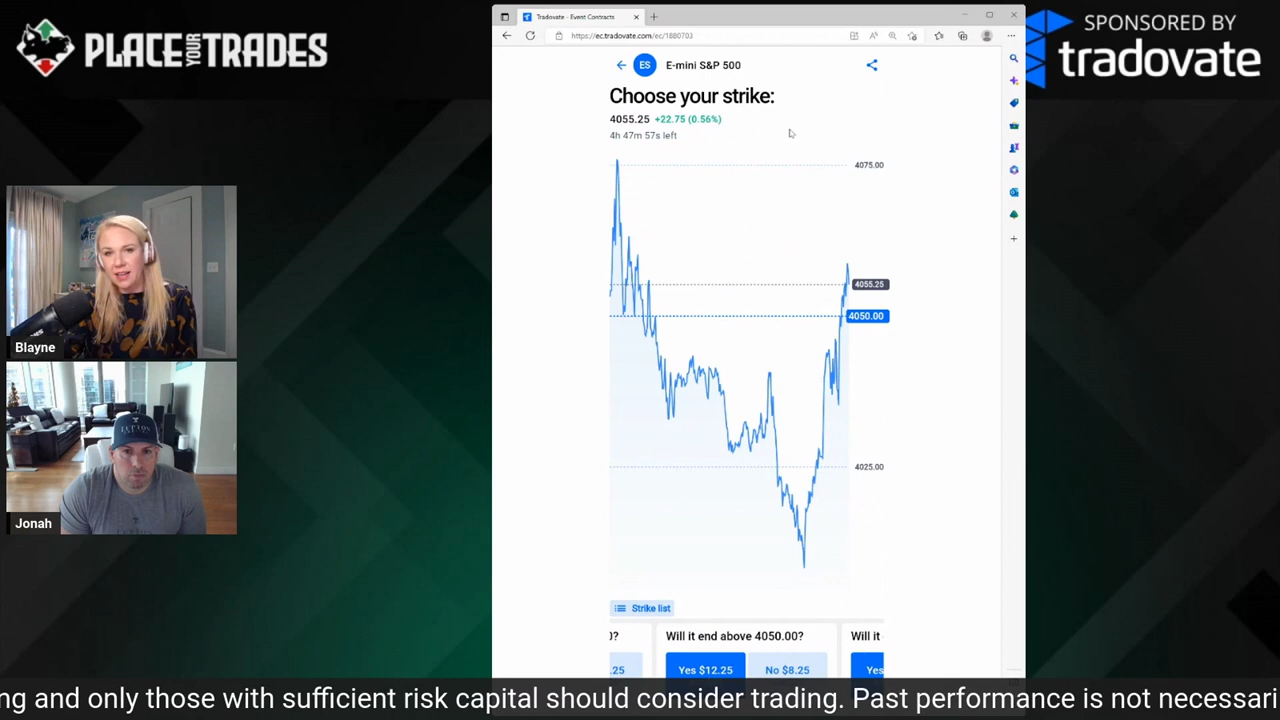 PLACE YOUR TRADES
SPONSORED BY
tradovate
Tradovate - Event Contracts
https://ec.tradovate.com/ec/1880703
ES
E-mini S&P 500
Choose your strike:
4055.25 +22.75 (0.56%)
4h 47m 57s left
4075.00
4055.25
4050.00
4025.00
Strike list
0?
.25
Will it end above 4050.00?
Yes $12.25
No $8.25
Will it
Yes
Blayne
Jonah
ng and only those with sufficient risk capital should consider trading. Past performance is not necessari